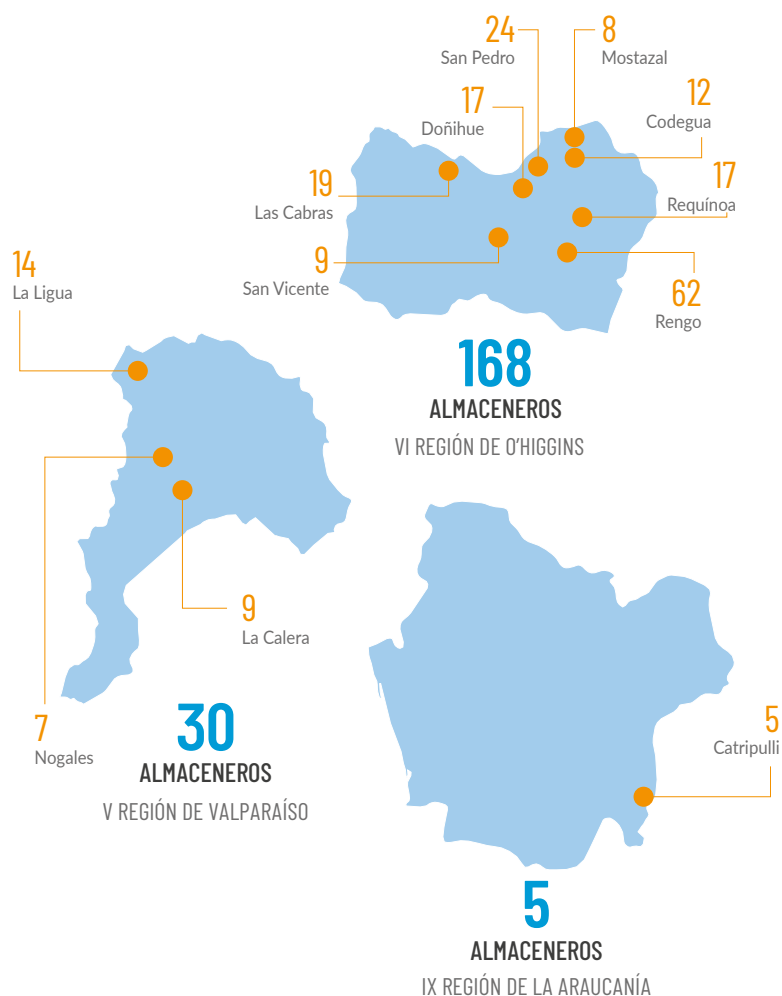 24
San Pedro
8
Mostazal
17
Doñihue
12
Codegua
19
Las Cabras
17
Requínoa
9
San Vicente
62
Rengo
168
ALMACENEROS
VI REGIÓN DE O'HIGGINS
14
La Ligua
9
La Calera
7
Nogales
30
ALMACENEROS
V REGIÓN DE VALPARAÍSO
5
Catripulli
5
ALMACENEROS
IX REGIÓN DE LA ARAUCANÍA